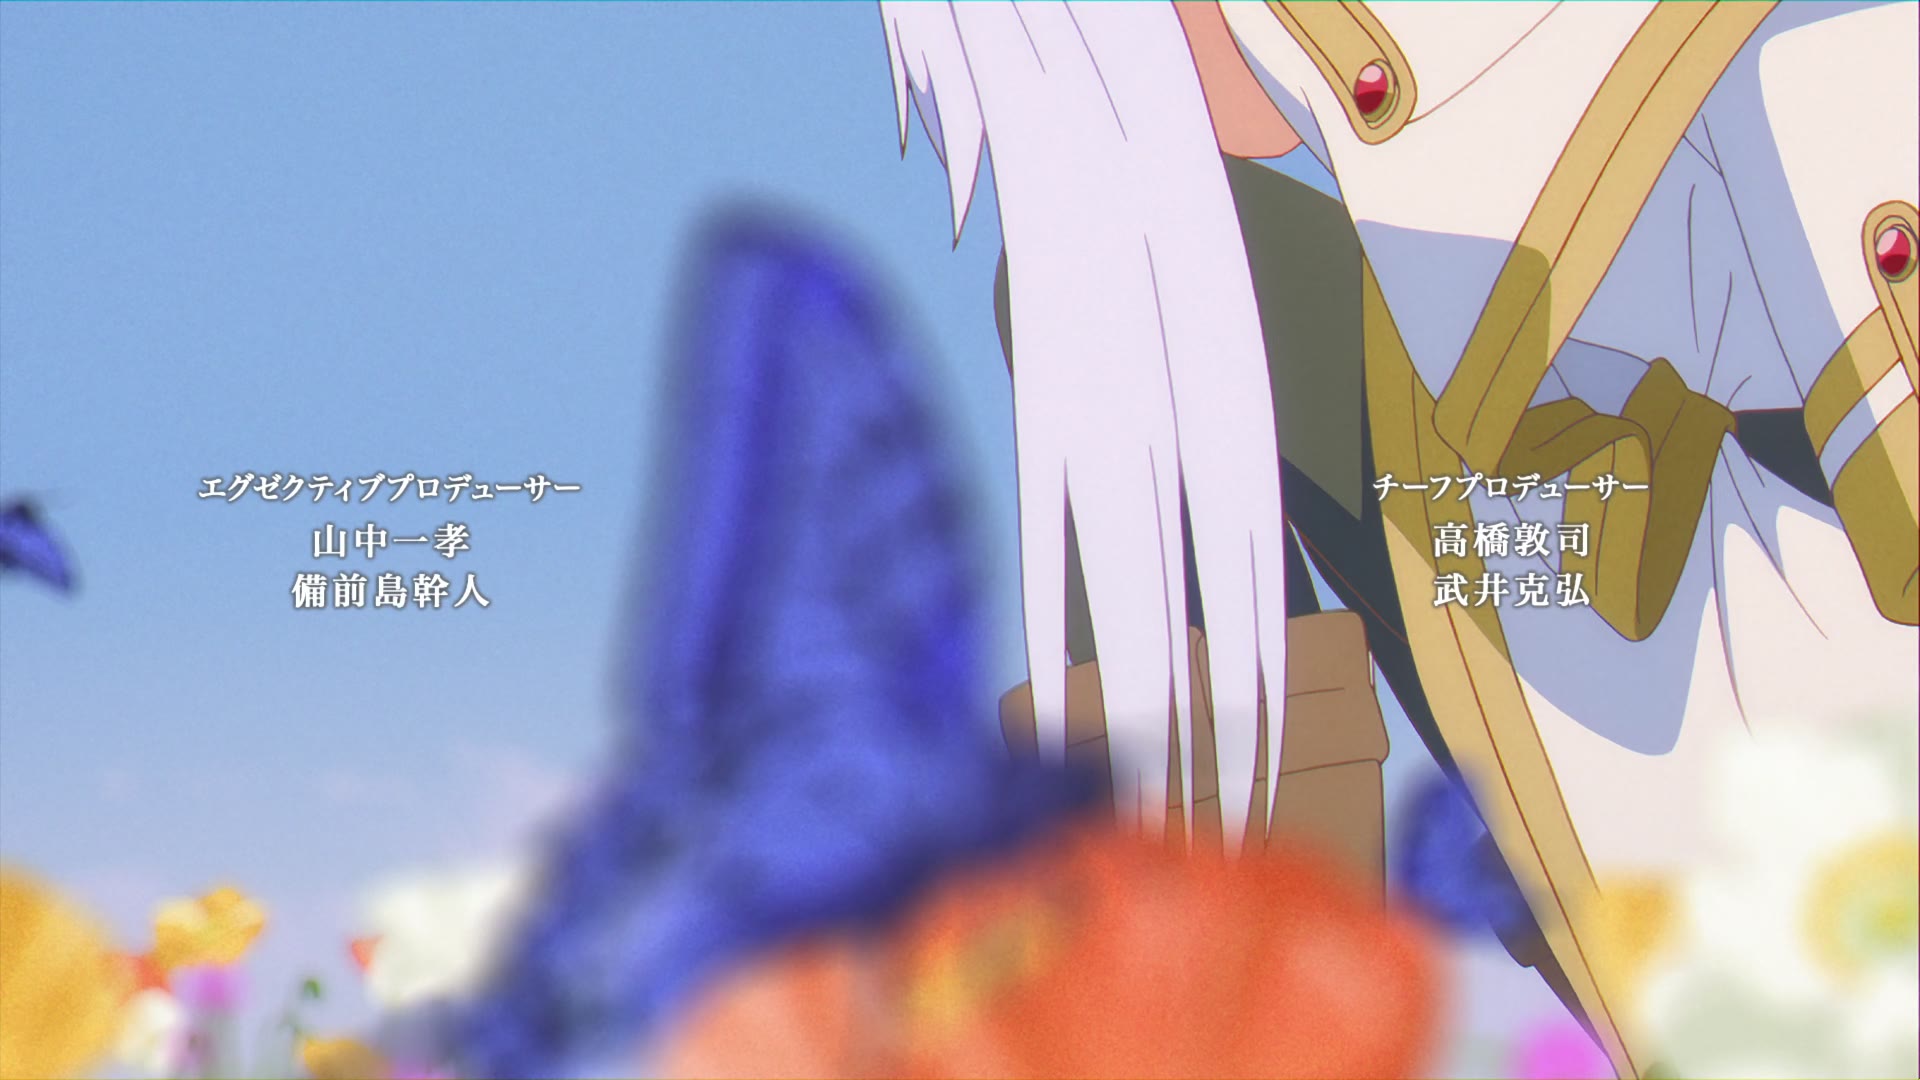 エグゼクティブプロデューサー
山中一孝
備前島幹人
チーフプロデューサー
高橋敦司
武井克弘